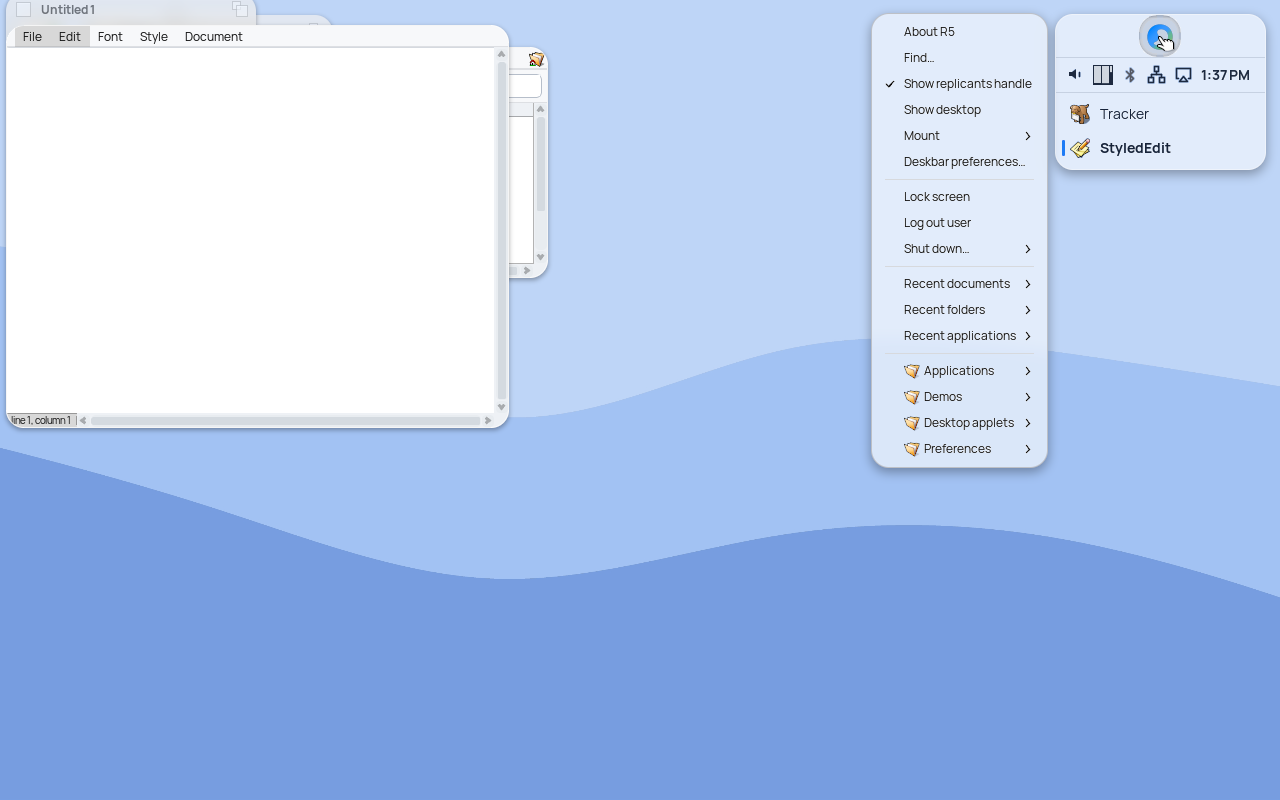 Untitled 1
File Edit Font Style Document
line 1, column 1
About R5
Find…
Show replicants handle
Show desktop
Mount
Deskbar preferences…
Lock screen
Log out user
Shut down…
Recent documents
Recent folders
Recent applications
Applications
Demos
Desktop applets
Preferences
1:37 PM
Tracker
StyledEdit